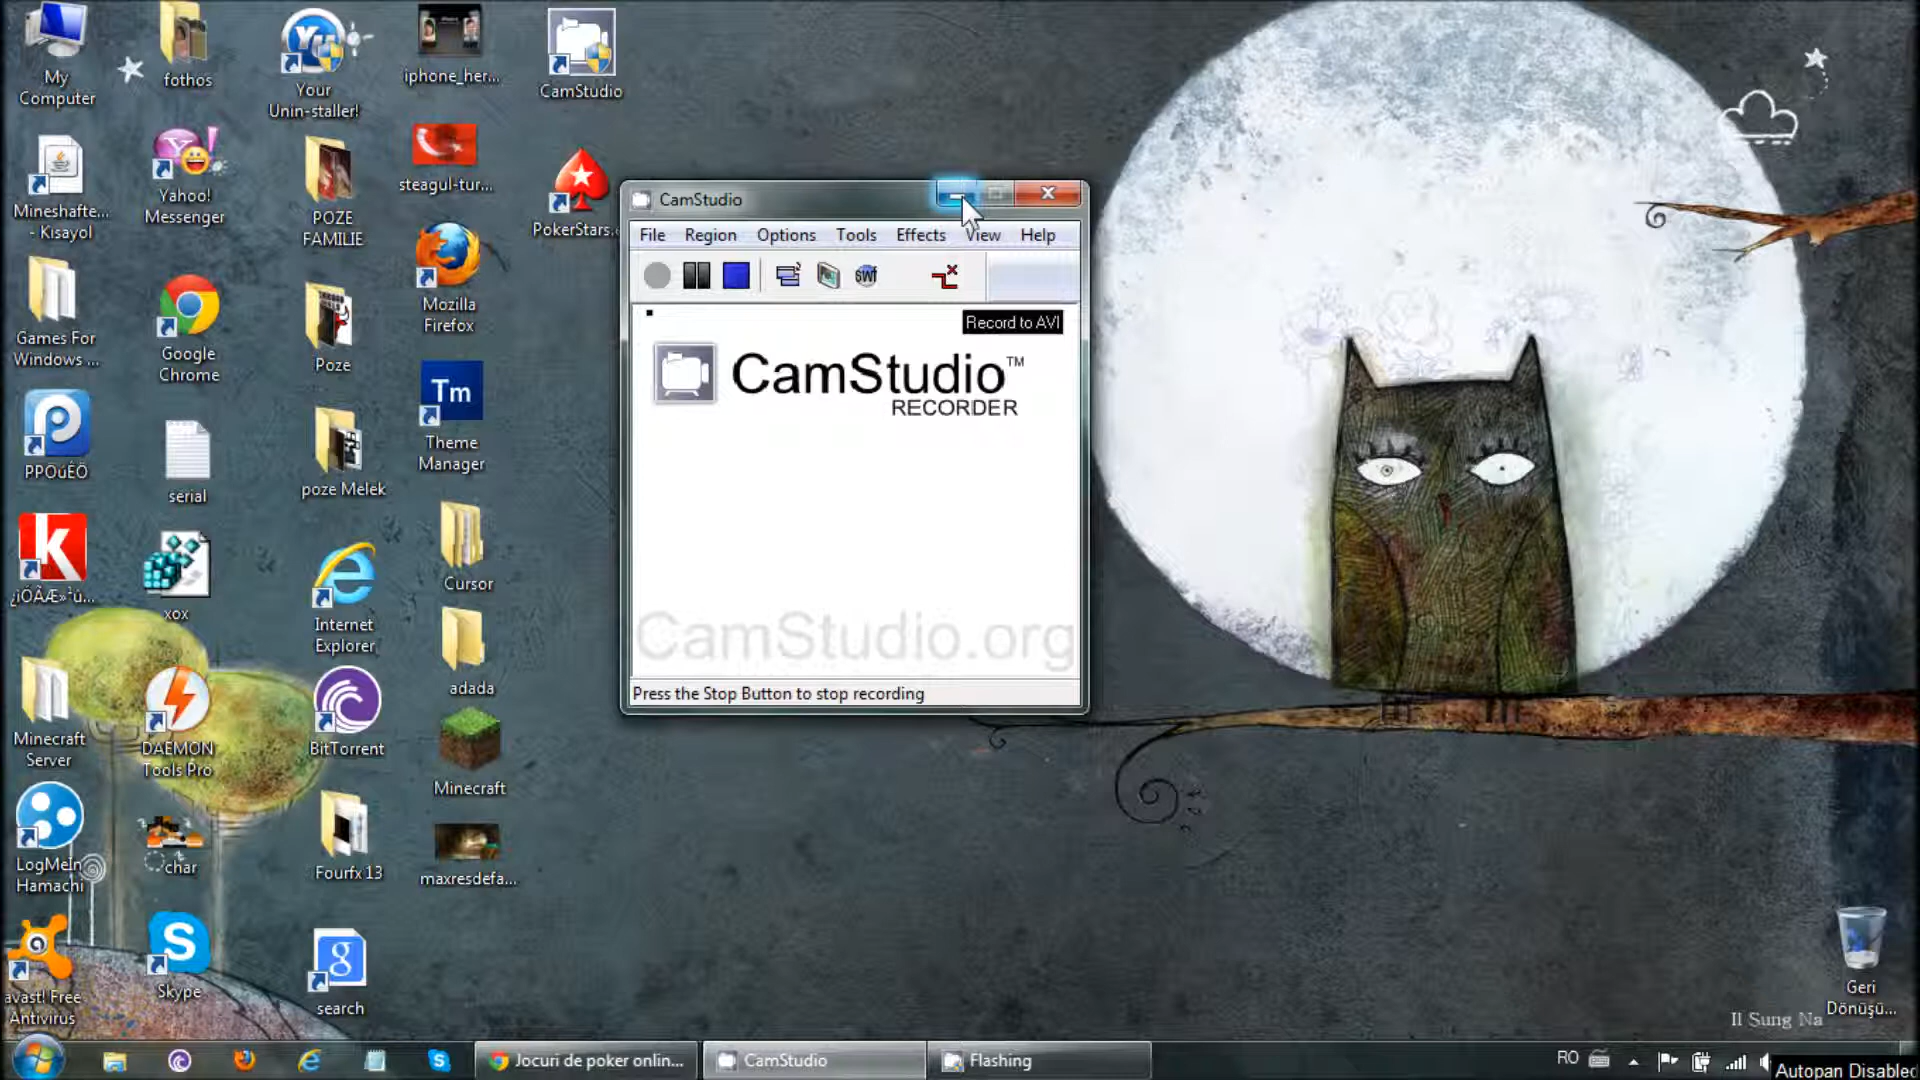 My
Computer
fothos
Your
Unin-staller!
iphone_her...
CamStudio
Mineshafte...
- Kısayol
Yahoo!
Messenger
POZE
FAMILIE
steagul-tur...
PokerStars.
Games For
Windows ...
Google
Chrome
Poze
Mozilla
Firefox
PPOúÊÖ
serial
poze Melek
Tm
Theme
Manager
xox
Internet
Explorer
Cursor
adada
Minecraft
Server
DAEMON
Tools Pro
BitTorrent
Minecraft
LogMeIn
Hamachi
char
Fourfx 13
maxresdefa...
avast! Free
Antivirus
Skype
search
CamStudio
File Region Options Tools Effects View Help
swf
Record to AVI
CamStudio™
RECORDER
CamStudio.org
Press the Stop Button to stop recording
Il Sung Na
Geri
Dönüşü...
Jocuri de poker onlin...
CamStudio
Flashing
RO
Autopan Disabled